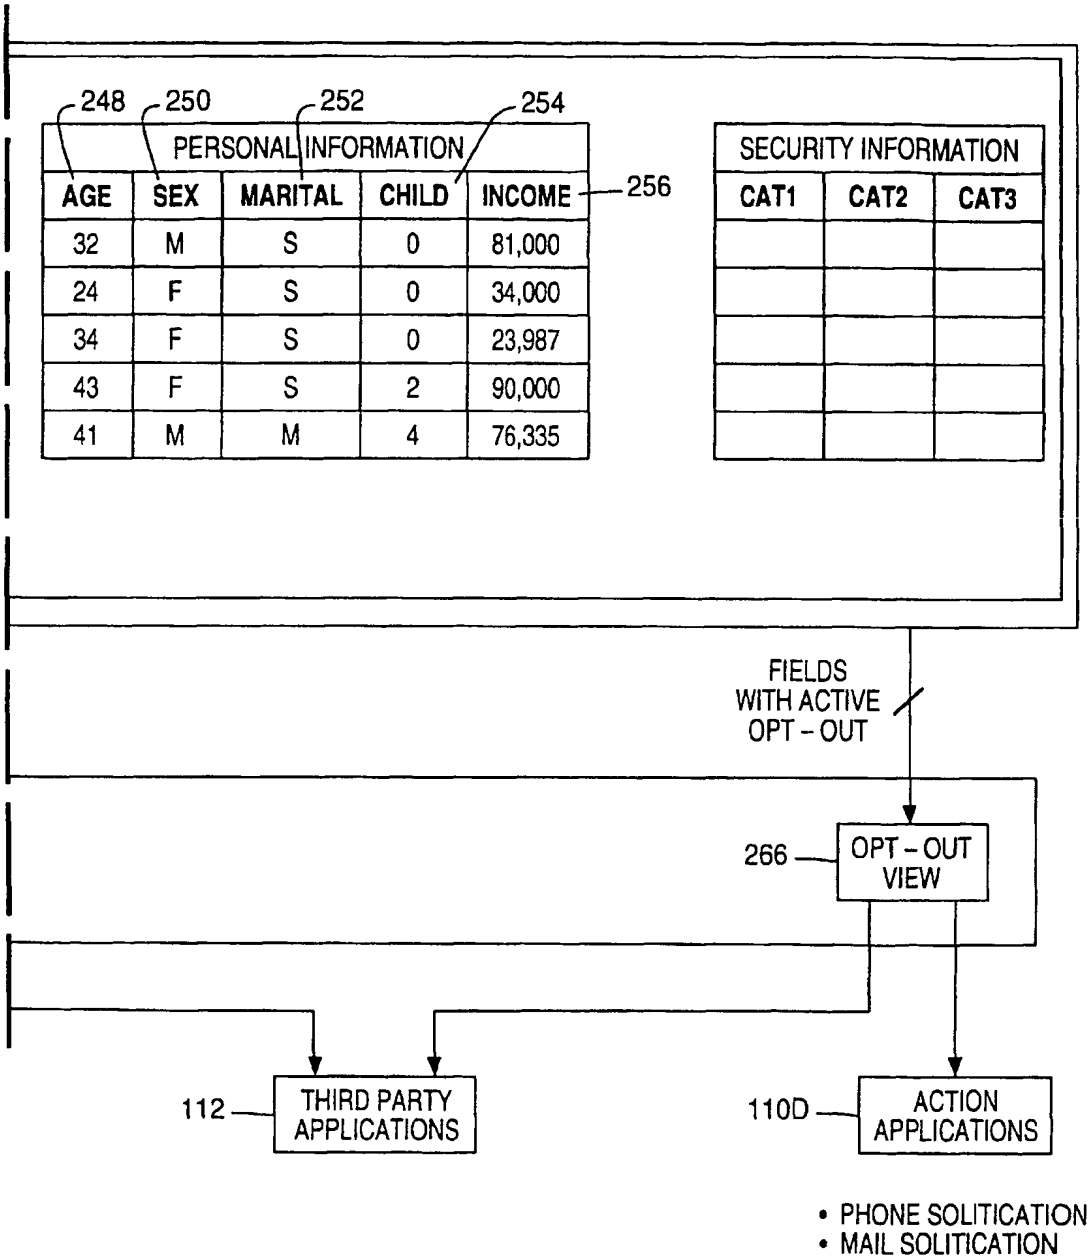 248 250 252 254
PERSONAL INFORMATION
AGE SEX MARITAL CHILD INCOME
256
32 M S 0 81,000
24 F S 0 34,000
34 F S 0 23,987
43 F S 2 90,000
41 M M 4 76,335
SECURITY INFORMATION
CAT1 CAT2 CAT3
FIELDS
WITH ACTIVE
OPT – OUT
266
OPT – OUT
VIEW
112
THIRD PARTY
APPLICATIONS
110D
ACTION
APPLICATIONS
• PHONE SOLITICATION
• MAIL SOLITICATION